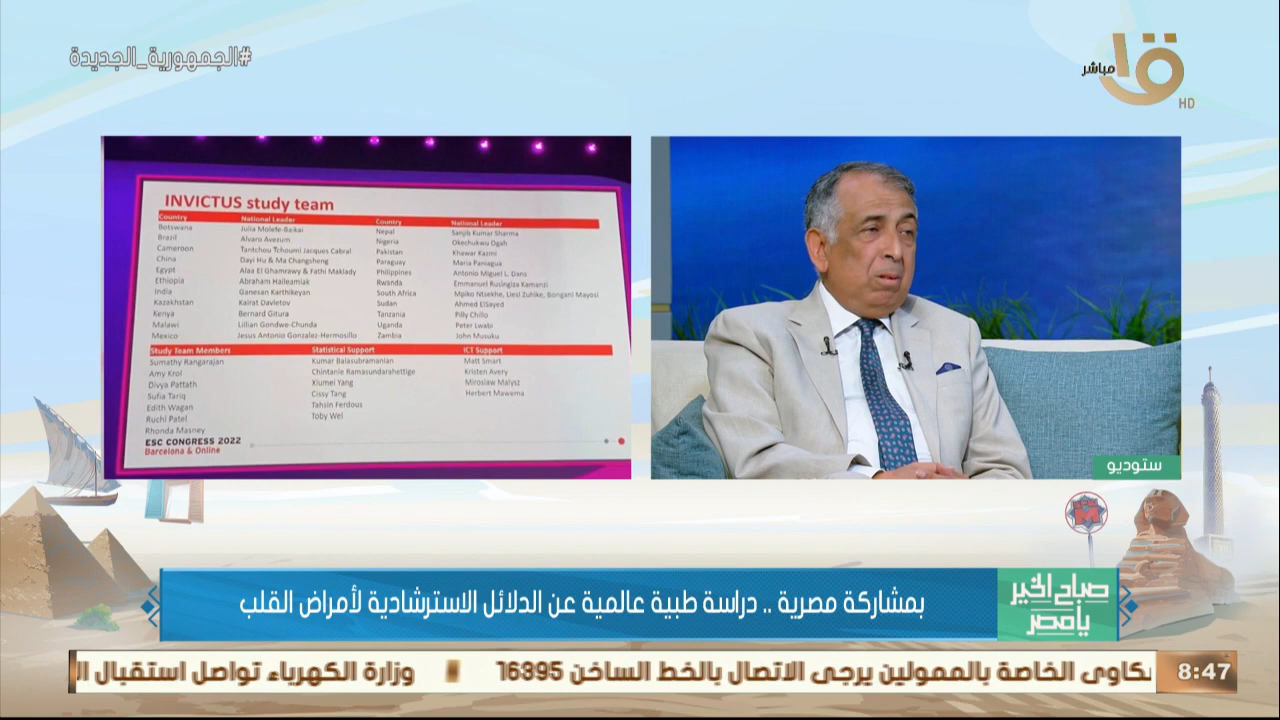 #الجمهورية_الجديدة
مباشر
HD
INVICTUS study team
Country National Leader Country National Leader
Botswana Julia Molefe-Baikai Nepal Sanjib Kumar Sharma
Brazil Alvaro Avezum Nigeria Okechukwu Ogah
Cameroon Tantchou Tchoumi Jacques Cabral Pakistan Khawar Kazmi
China Dayi Hu & Ma Changsheng Paraguay Maria Paniagua
Egypt Alaa El Ghamrawy & Fathi Maklady Philippines Antonio Miguel L. Dans
Ethiopia Abraham Haileamlak Rwanda Emmanuel Rusingiza Kamanzi
India Ganesan Karthikeyan South Africa Mpiko Ntsekhe, Liesl Zuhlke, Bongani Mayosi
Kazakhstan Kairat Davletov Sudan Ahmed ElSayed
Kenya Bernard Gitura Tanzania Pilly Chillo
Malawi Lillian Gondwe-Chunda Uganda Peter Lwabi
Mexico Jesus Antonio Gonzalez-Hermosillo Zambia John Musuku
Study Team Members Statistical Support ICT Support
Sumathy Rangarajan Kumar Balasubramanian Matt Smart
Amy Krol Chinthanie Ramasundarahettige Kristen Avery
Divya Pattath Xiumei Yang Miroslaw Malysz
Sufia Tariq Cissy Tang Herbert Mawema
Edith Wagan Tahsin Ferdous
Ruchi Patel Toby Wel
Rhonda Masney
ESC CONGRESS 2022
Barcelona & Online
ستوديو
صباح الخير
يا مصر
بمشاركة مصرية .. دراسة طبية عالمية عن الدلائل الاسترشادية لأمراض القلب
8:47
الخاصة بالممولين يرجى الاتصال بالخط الساخن 16395 وزارة الكهرباء تواصل استقبال